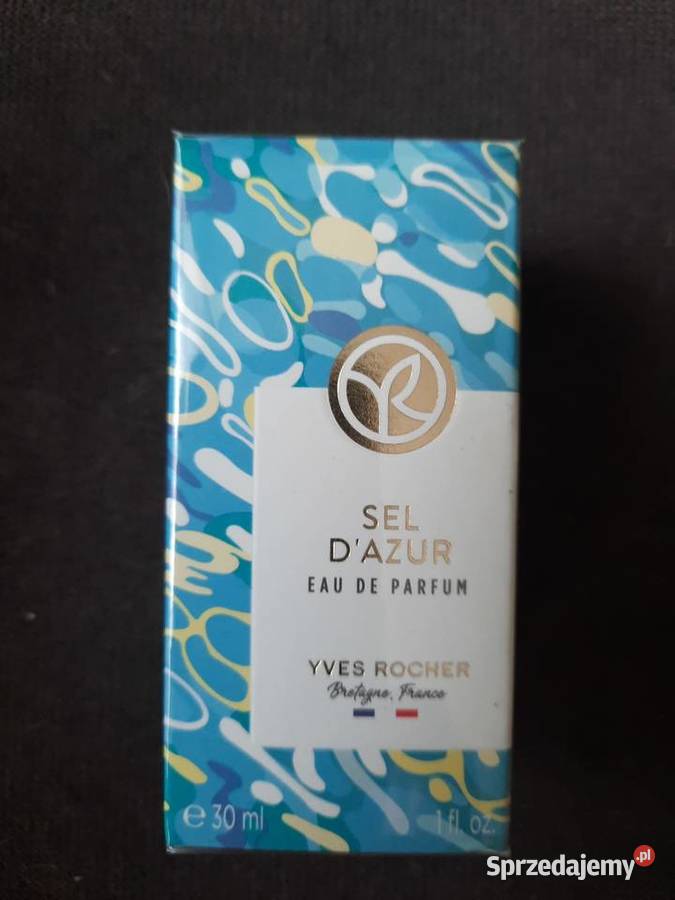 SEL
D'AZUR
EAU DE PARFUM
YVES ROCHER
Bretagne, France
℮ 30 ml 1 fl. oz.
Sprzedajemy.pl